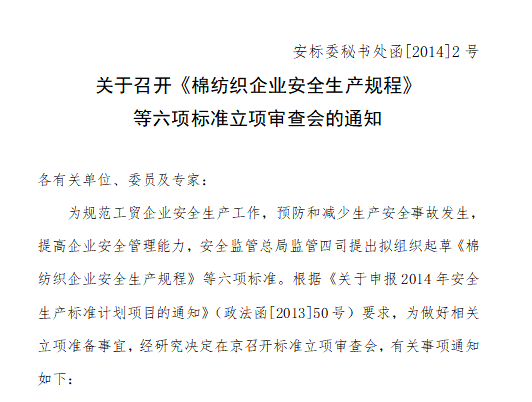 安标委秘书处函[2014]2 号
关于召开《棉纺织企业安全生产规程》
等六项标准立项审查会的通知
各有关单位、委员及专家：
为规范工贸企业安全生产工作，预防和减少生产安全事故发生，
提高企业安全管理能力，安全监管总局监管四司提出拟组织起草《棉
纺织企业安全生产规程》等六项标准。根据《关于申报 2014 年安全
生产标准计划项目的通知》（政法函[2013]50 号）要求，为做好相关
立项准备事宜，经研究决定在京召开标准立项审查会，有关事项通知
如下：